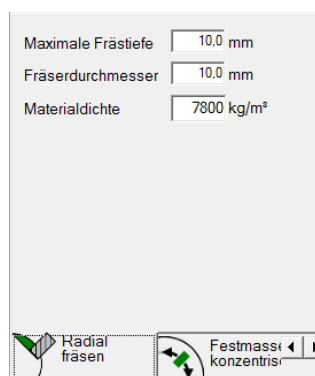 Maximale Frästiefe 10,0 mm
Fräserdurchmesser 10,0 mm
Materialdichte 7800 kg/m³
Radial
fräsen
Festmasse
konzentris